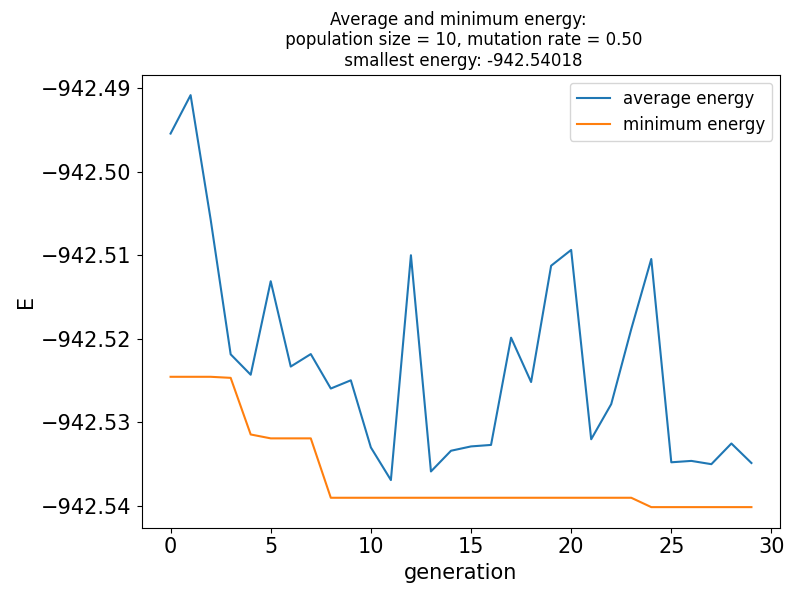 Average and minimum energy:
population size = 10, mutation rate = 0.50
smallest energy: -942.54018
average energy
minimum energy
−942.49
−942.50
−942.51
−942.52
−942.53
−942.54
E
0 5 10 15 20 25 30
generation